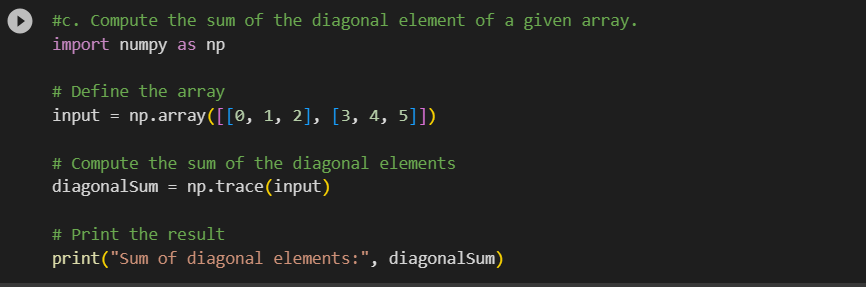 #c. Compute the sum of the diagonal element of a given array.
import numpy as np
# Define the array
input = np.array([[0, 1, 2], [3, 4, 5]])
# Compute the sum of the diagonal elements
diagonalSum = np.trace(input)
# Print the result
print("Sum of diagonal elements:", diagonalSum)